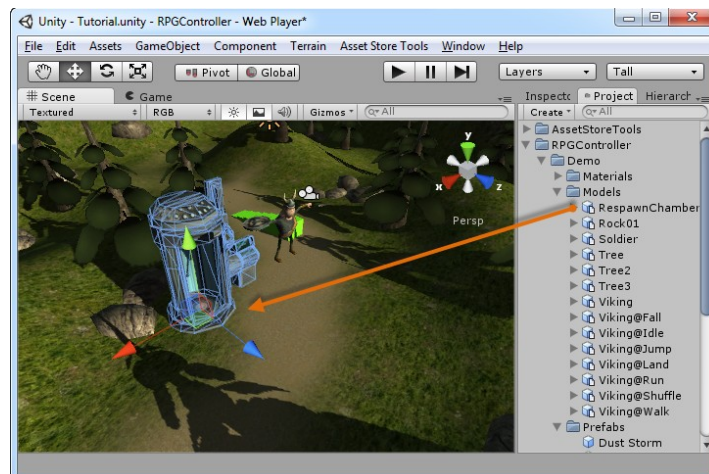 Unity - Tutorial.unity - RPGController - Web Player*
File Edit Assets GameObject Component Terrain Asset Store Tools Window Help
Pivot Global Layers Tall
Scene Game Inspectc Project Hierarch
Textured RGB Gizmos All Create All
AssetStoreTools
RPGController
Demo
Materials
Models
RespawnChamber
Rock01
Soldier
Tree
Tree2
Tree3
Viking
Viking@Fall
Viking@Idle
Viking@Jump
Viking@Land
Viking@Run
Viking@Shuffle
Viking@Walk
Prefabs
Dust Storm
y
x z
Persp